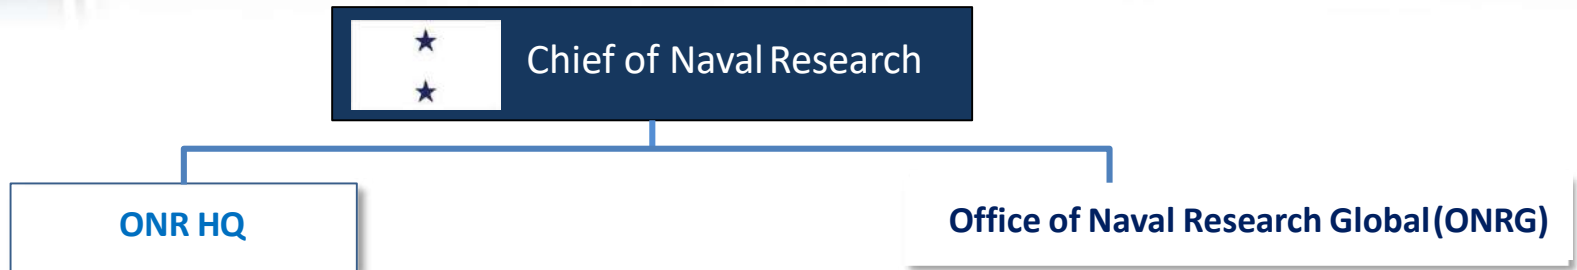 Chief of Naval Research
ONR HQ
Office of Naval Research Global (ONRG)